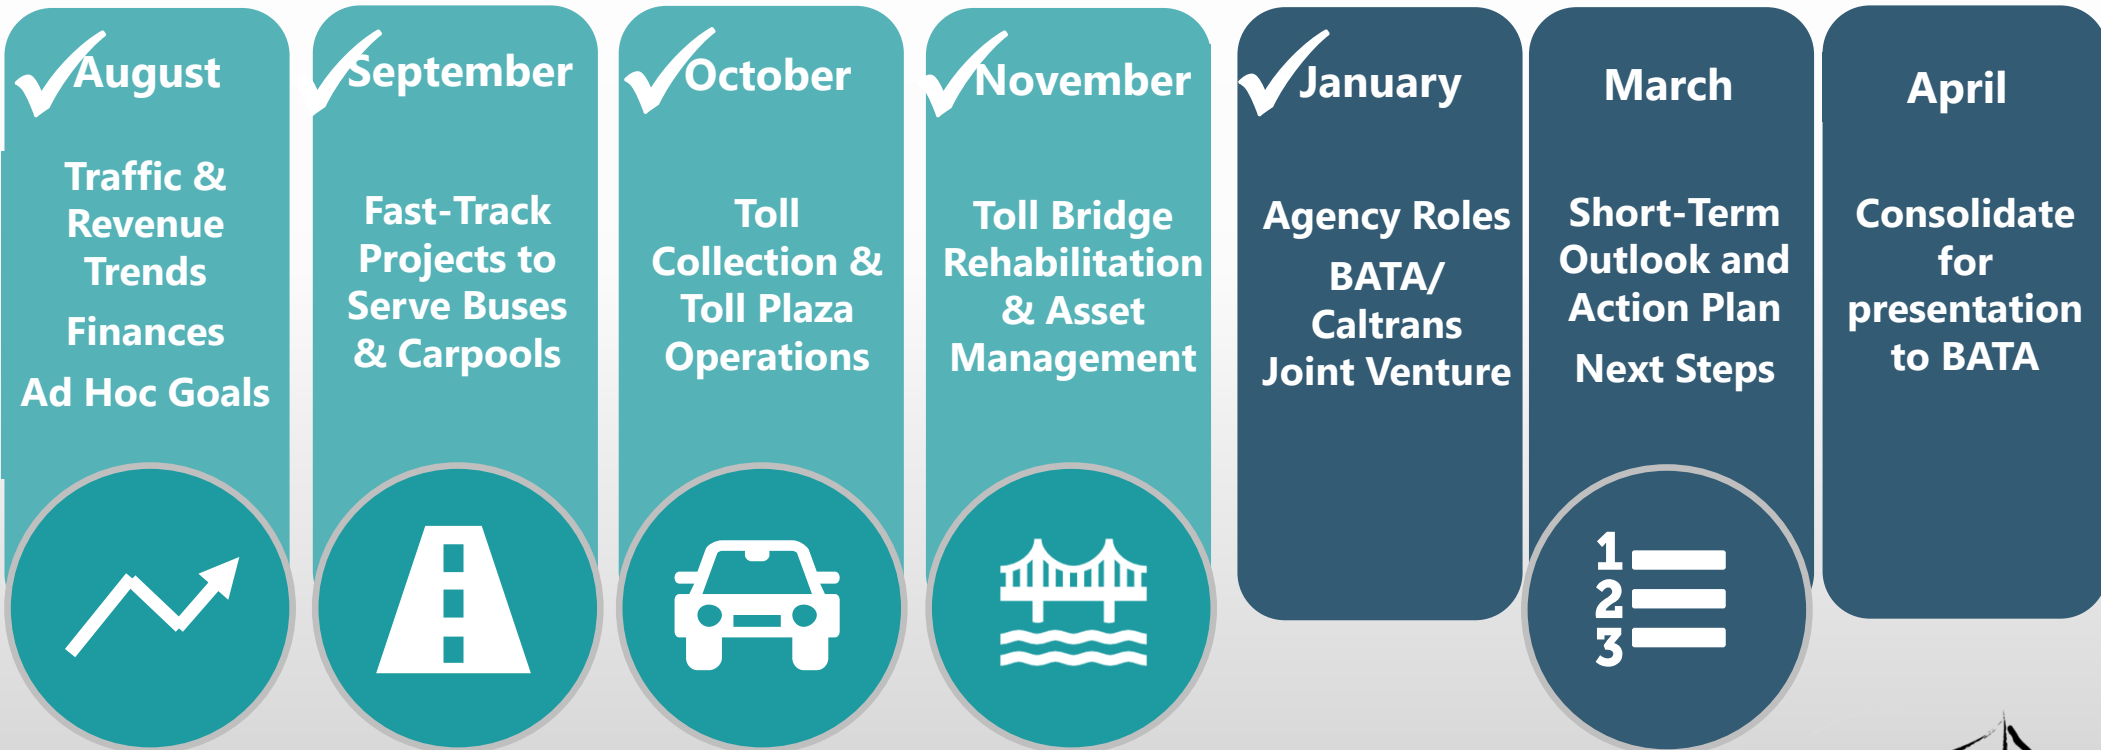 August
Traffic &
Revenue
Trends
Finances
Ad Hoc Goals
September
Fast-Track
Projects to
Serve Buses
& Carpools
October
Toll
Collection &
Toll Plaza
Operations
November
Toll Bridge
Rehabilitation
& Asset
Management
January
Agency Roles
BATA/
Caltrans
Joint Venture
March
Short-Term
Outlook and
Action Plan
Next Steps
1
2
3
April
Consolidate
for
presentation
to BATA